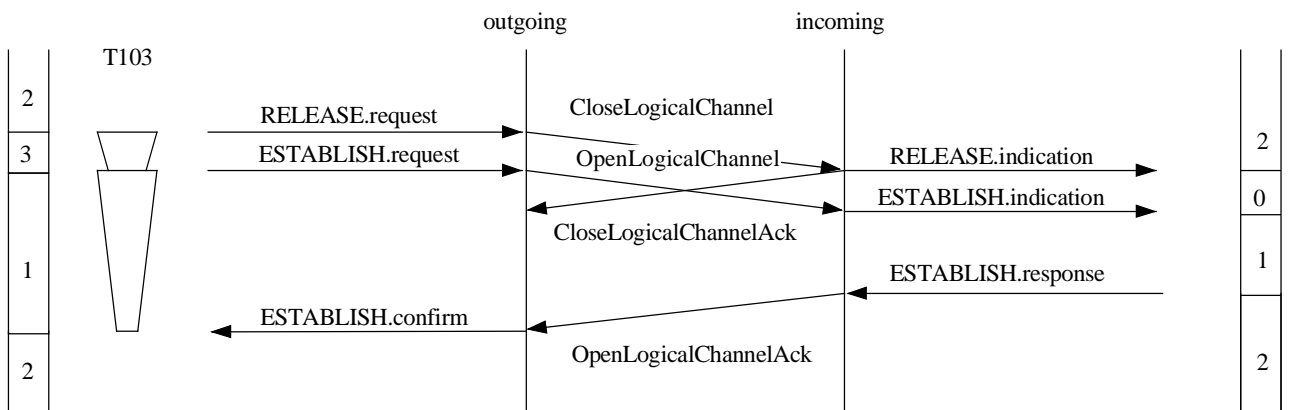 outgoing incoming
T103
2
RELEASE.request CloseLogicalChannel
3 ESTABLISH.request OpenLogicalChannel RELEASE.indication 2
ESTABLISH.indication 0
CloseLogicalChannelAck
1 ESTABLISH.response 1
ESTABLISH.confirm
OpenLogicalChannelAck
2 2